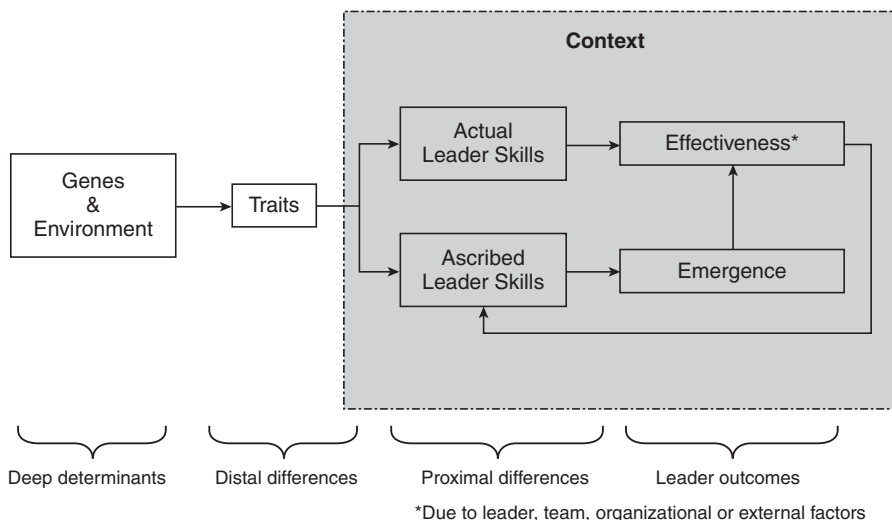 Context
Genes
&
Environment
Traits
Actual
Leader Skills
Effectiveness*
Ascribed
Leader Skills
Emergence
Deep determinants
Distal differences
Proximal differences
Leader outcomes
*Due to leader, team, organizational or external factors